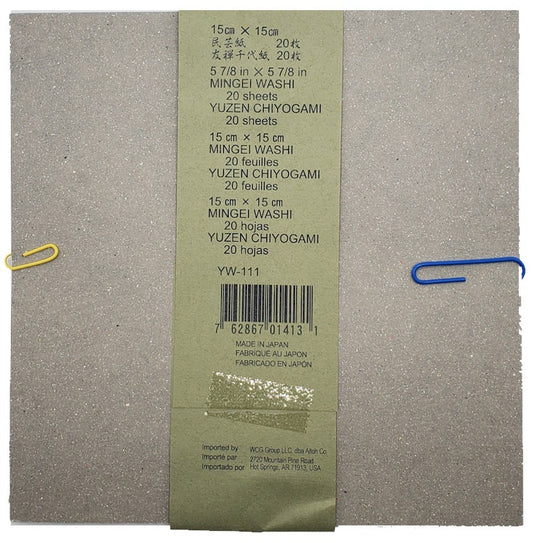 15㎝ × 15㎝
民芸紙 20枚
友禅千代紙 20枚
5 7/8 in × 5 7/8 in
MINGEI WASHI
20 sheets
YUZEN CHIYOGAMI
20 sheets
15 ㎝ × 15 ㎝
MINGEI WASHI
20 feuilles
YUZEN CHIYOGAMI
20 feuilles
15 ㎝ × 15 ㎝
MINGEI WASHI
20 hojas
YUZEN CHIYOGAMI
20 hojas
YW-111
7 62867 01413 1
MADE IN JAPAN
FABRIQUÉ AU JAPON
FABRICADO EN JAPÓN
Imported by WCG Group LLC, dba Aitoh Co
Importé par 2720 Mountain Pine Road
Importado por Hot Springs, AR 71913, USA